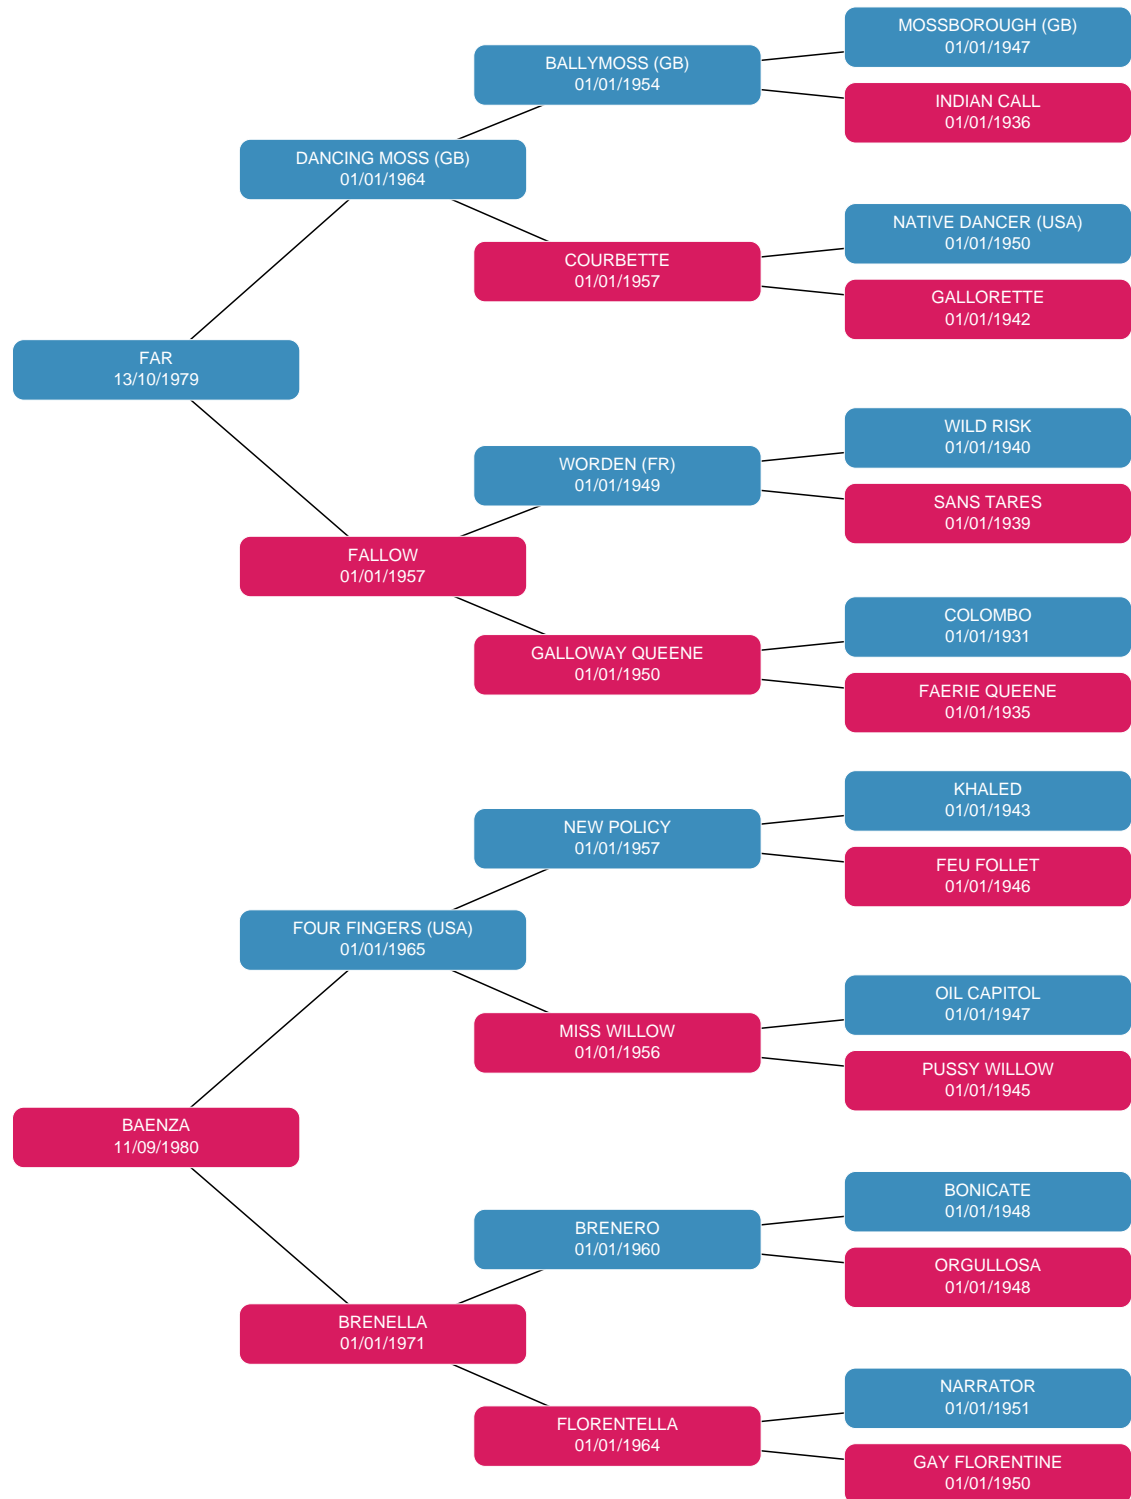 MOSSBOROUGH (GB)
01/01/1947
BALLYMOSS (GB)
01/01/1954
INDIAN CALL
01/01/1936
DANCING MOSS (GB)
01/01/1964
NATIVE DANCER (USA)
01/01/1950
COURBETTE
01/01/1957
GALLORETTE
01/01/1942
FAR
13/10/1979
WILD RISK
01/01/1940
WORDEN (FR)
01/01/1949
SANS TARES
01/01/1939
FALLOW
01/01/1957
COLOMBO
01/01/1931
GALLOWAY QUEENE
01/01/1950
FAERIE QUEENE
01/01/1935
KHALED
01/01/1943
NEW POLICY
01/01/1957
FEU FOLLET
01/01/1946
FOUR FINGERS (USA)
01/01/1965
OIL CAPITOL
01/01/1947
MISS WILLOW
01/01/1956
PUSSY WILLOW
01/01/1945
BAENZA
11/09/1980
BONICATE
01/01/1948
BRENERO
01/01/1960
ORGULLOSA
01/01/1948
BRENELLA
01/01/1971
NARRATOR
01/01/1951
FLORENTELLA
01/01/1964
GAY FLORENTINE
01/01/1950